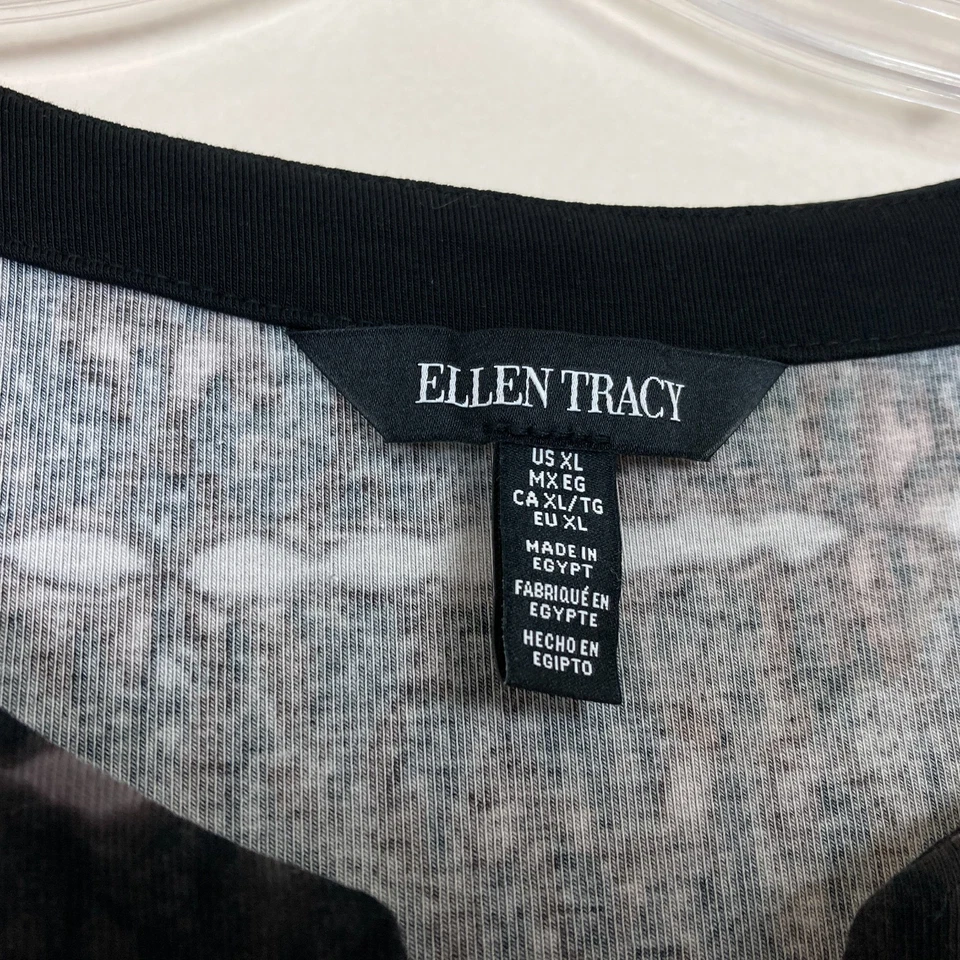 ELLEN TRACY
US XL
MX EG
CA XL/TG
EU XL
MADE IN
EGYPT
FABRIQUÉ EN
EGYPTE
HECHO EN
EGIPTO